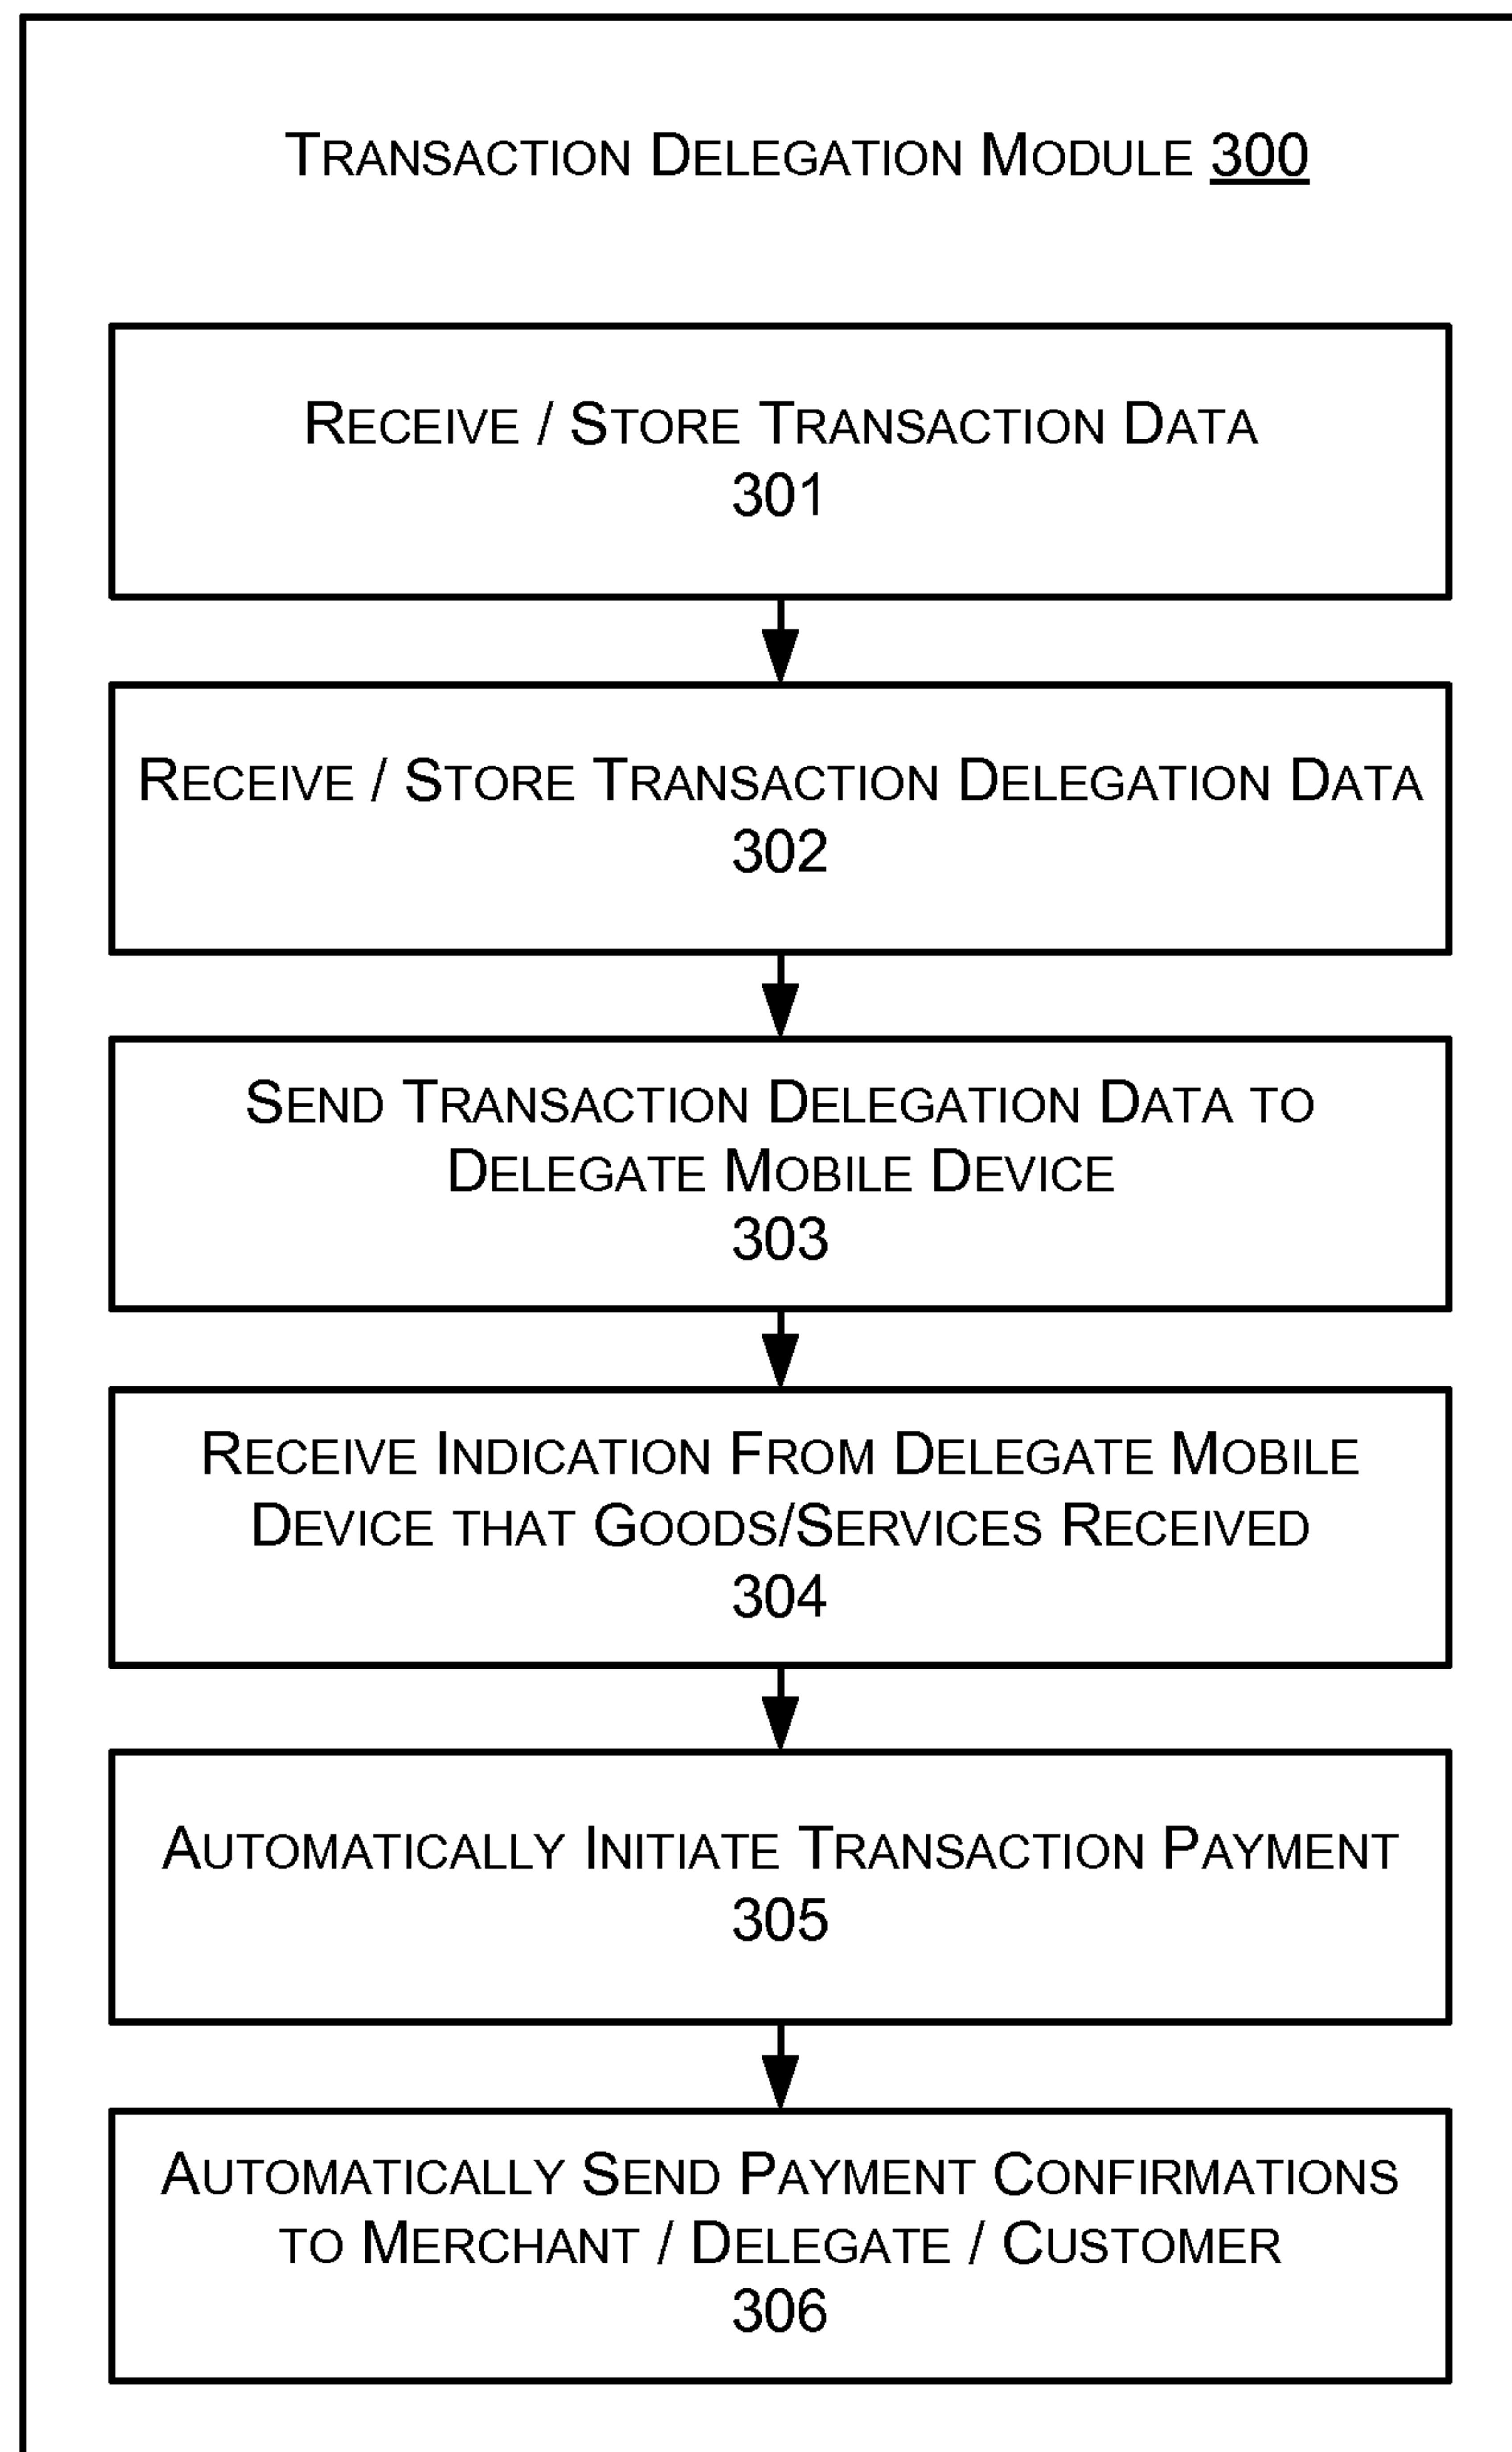 TRANSACTION DELEGATION MODULE 300
RECEIVE / STORE TRANSACTION DATA
301
RECEIVE / STORE TRANSACTION DELEGATION DATA
302
SEND TRANSACTION DELEGATION DATA TO
DELEGATE MOBILE DEVICE
303
RECEIVE INDICATION FROM DELEGATE MOBILE
DEVICE THAT GOODS/SERVICES RECEIVED
304
AUTOMATICALLY INITIATE TRANSACTION PAYMENT
305
AUTOMATICALLY SEND PAYMENT CONFIRMATIONS
TO MERCHANT / DELEGATE / CUSTOMER
306